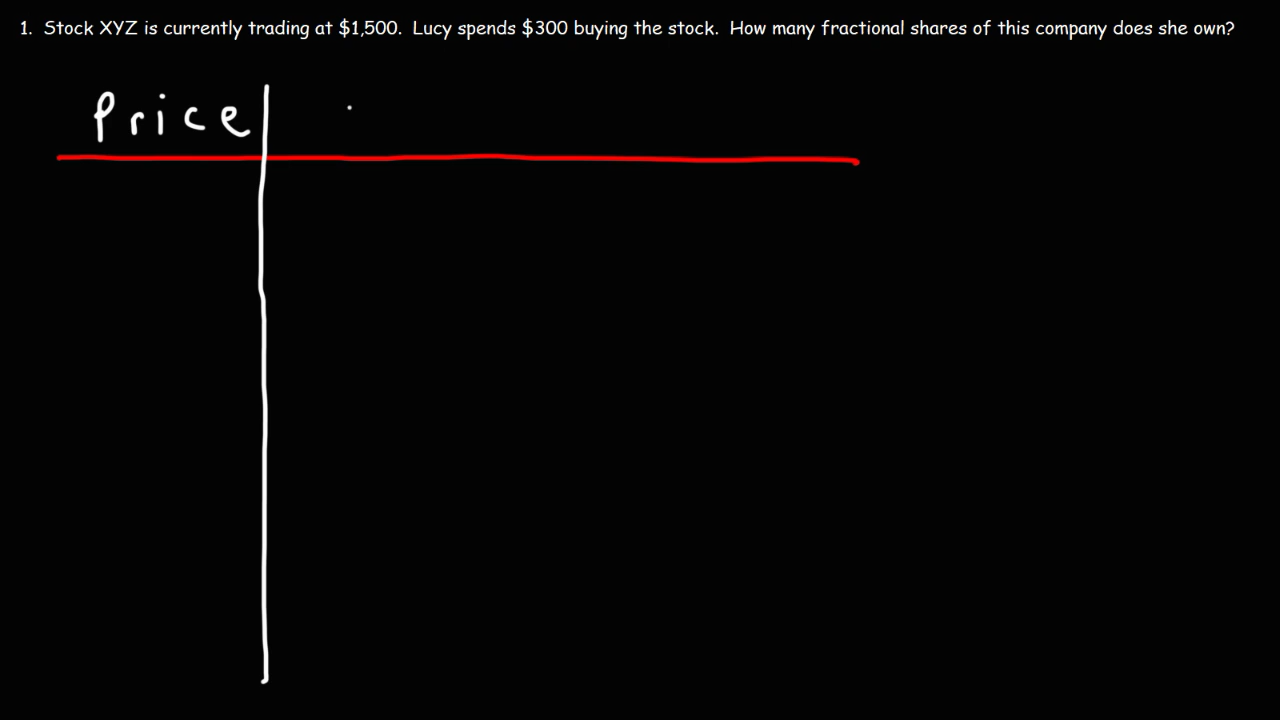 1. Stock XYZ is currently trading at $1,500. Lucy spends $300 buying the stock. How many fractional shares of this company does she own?
Price